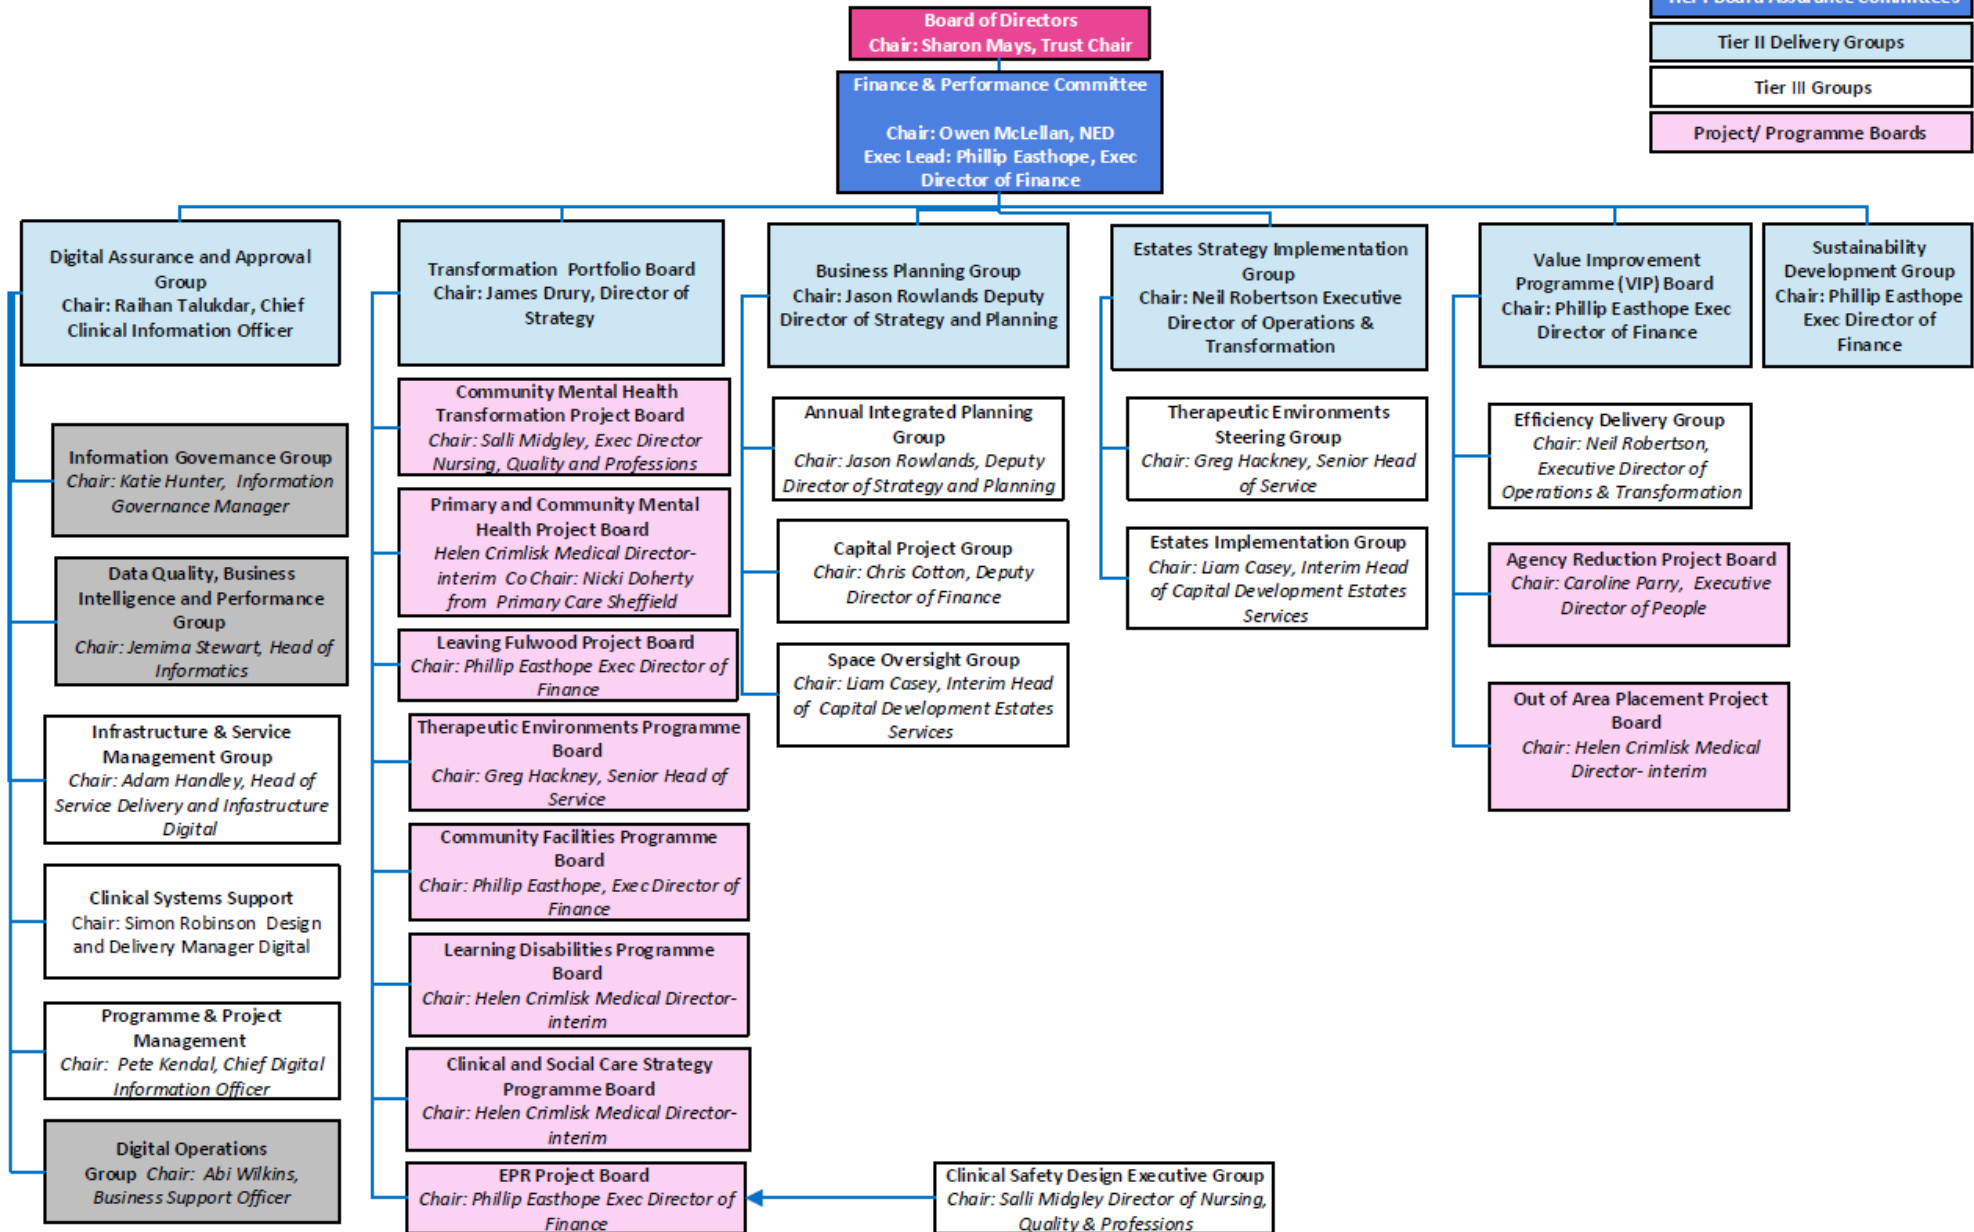 Board of Directors
Chair: Sharon Mays, Trust Chair
Finance & Performance Committee
Chair: Owen McLellan, NED
Exec Lead: Phillip Easthope, Exec
Director of Finance
Tier I Board Assurance Committees
Tier II Delivery Groups
Tier III Groups
Project/ Programme Boards
Digital Assurance and Approval
Group
Chair: Raihan Talukdar, Chief
Clinical Information Officer
Information Governance Group
Chair: Katie Hunter, Information
Governance Manager
Data Quality, Business
Intelligence and Performance
Group
Chair: Jemima Stewart, Head of
Informatics
Infrastructure & Service
Management Group
Chair: Adam Handley, Head of
Service Delivery and Infastructure
Digital
Clinical Systems Support
Chair: Simon Robinson Design
and Delivery Manager Digital
Programme & Project
Management
Chair: Pete Kendal, Chief Digital
Information Officer
Digital Operations
Group Chair: Abi Wilkins,
Business Support Officer
Transformation Portfolio Board
Chair: James Drury, Director of
Strategy
Community Mental Health
Transformation Project Board
Chair: Salli Midgley, Exec Director
Nursing, Quality and Professions
Primary and Community Mental
Health Project Board
Helen Crimlisk Medical Director-
interim Co Chair: Nicki Doherty
from Primary Care Sheffield
Leaving Fulwood Project Board
Chair: Phillip Easthope Exec Director of
Finance
Therapeutic Environments Programme
Board
Chair: Greg Hackney, Senior Head of
Service
Community Facilities Programme
Board
Chair: Phillip Easthope, Exec Director of
Finance
Learning Disabilities Programme
Board
Chair: Helen Crimlisk Medical Director-
interim
Clinical and Social Care Strategy
Programme Board
Chair: Helen Crimlisk Medical Director-
interim
EPR Project Board
Chair: Phillip Easthope Exec Director of
Finance
Clinical Safety Design Executive Group
Chair: Salli Midgley Director of Nursing,
Quality & Professions
Business Planning Group
Chair: Jason Rowlands Deputy
Director of Strategy and Planning
Annual Integrated Planning
Group
Chair: Jason Rowlands, Deputy
Director of Strategy and Planning
Capital Project Group
Chair: Chris Cotton, Deputy
Director of Finance
Space Oversight Group
Chair: Liam Casey, Interim Head
of Capital Development Estates
Services
Estates Strategy Implementation
Group
Chair: Neil Robertson Executive
Director of Operations &
Transformation
Therapeutic Environments
Steering Group
Chair: Greg Hackney, Senior Head
of Service
Estates Implementation Group
Chair: Liam Casey, Interim Head
of Capital Development Estates
Services
Value Improvement
Programme (VIP) Board
Chair: Phillip Easthope Exec
Director of Finance
Efficiency Delivery Group
Chair: Neil Robertson,
Executive Director of
Operations & Transformation
Agency Reduction Project Board
Chair: Caroline Parry, Executive
Director of People
Out of Area Placement Project
Board
Chair: Helen Crimlisk Medical
Director- interim
Sustainability
Development Group
Chair: Phillip Easthope
Exec Director of
Finance